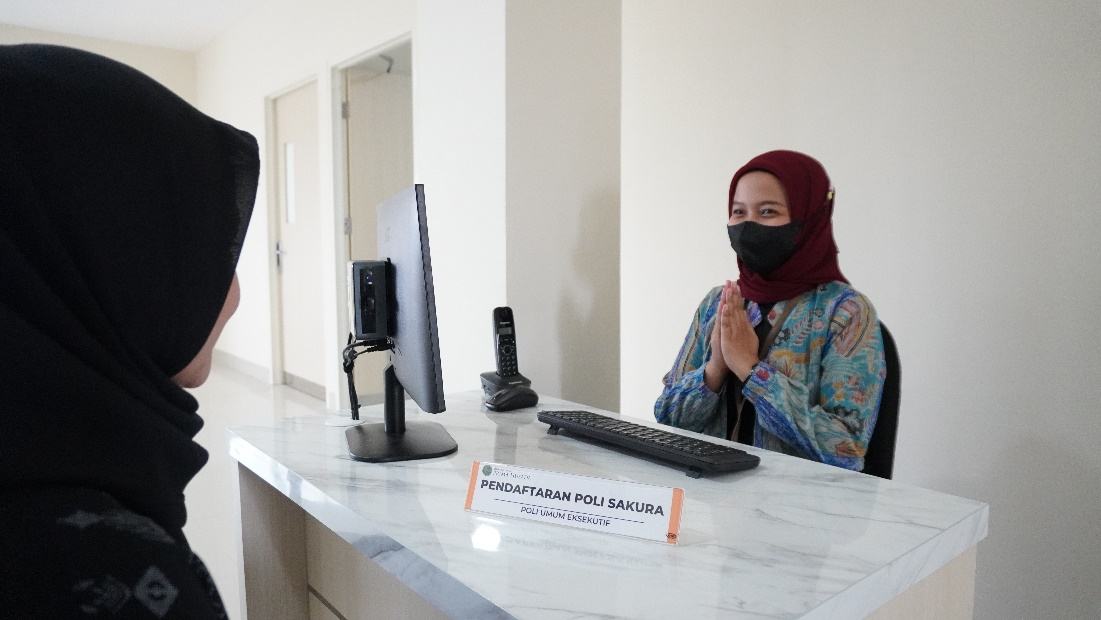 PENDAFTARAN POLI SAKURA
POLI UMUM EKSEKUTIF